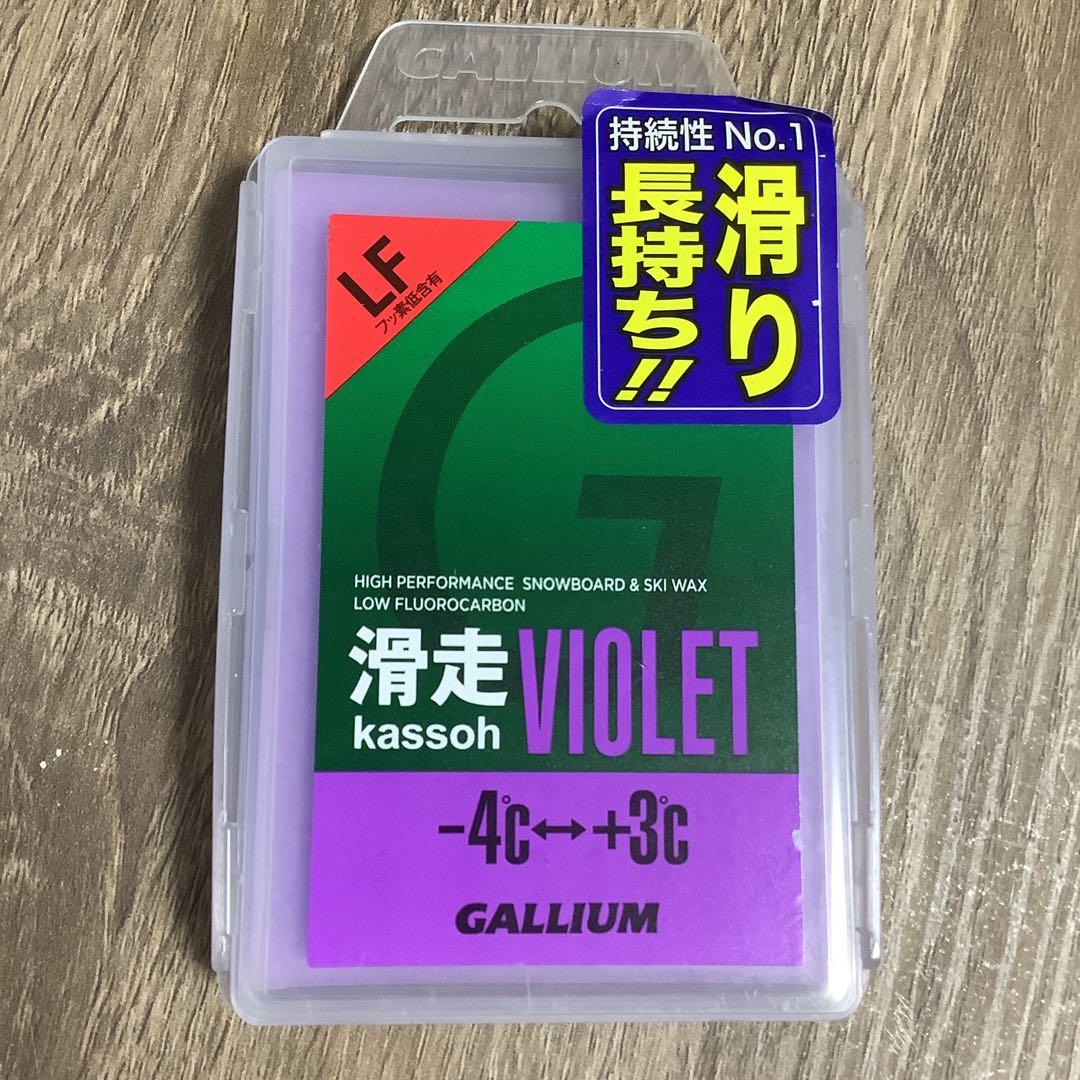 GALLIUM
持続性 No.1
滑り
長持ち!!
LF
フッ素低含有
HIGH PERFORMANCE SNOWBOARD & SKI WAX
LOW FLUOROCARBON
滑走 VIOLET
kassoh
-4℃↔+3℃
GALLIUM